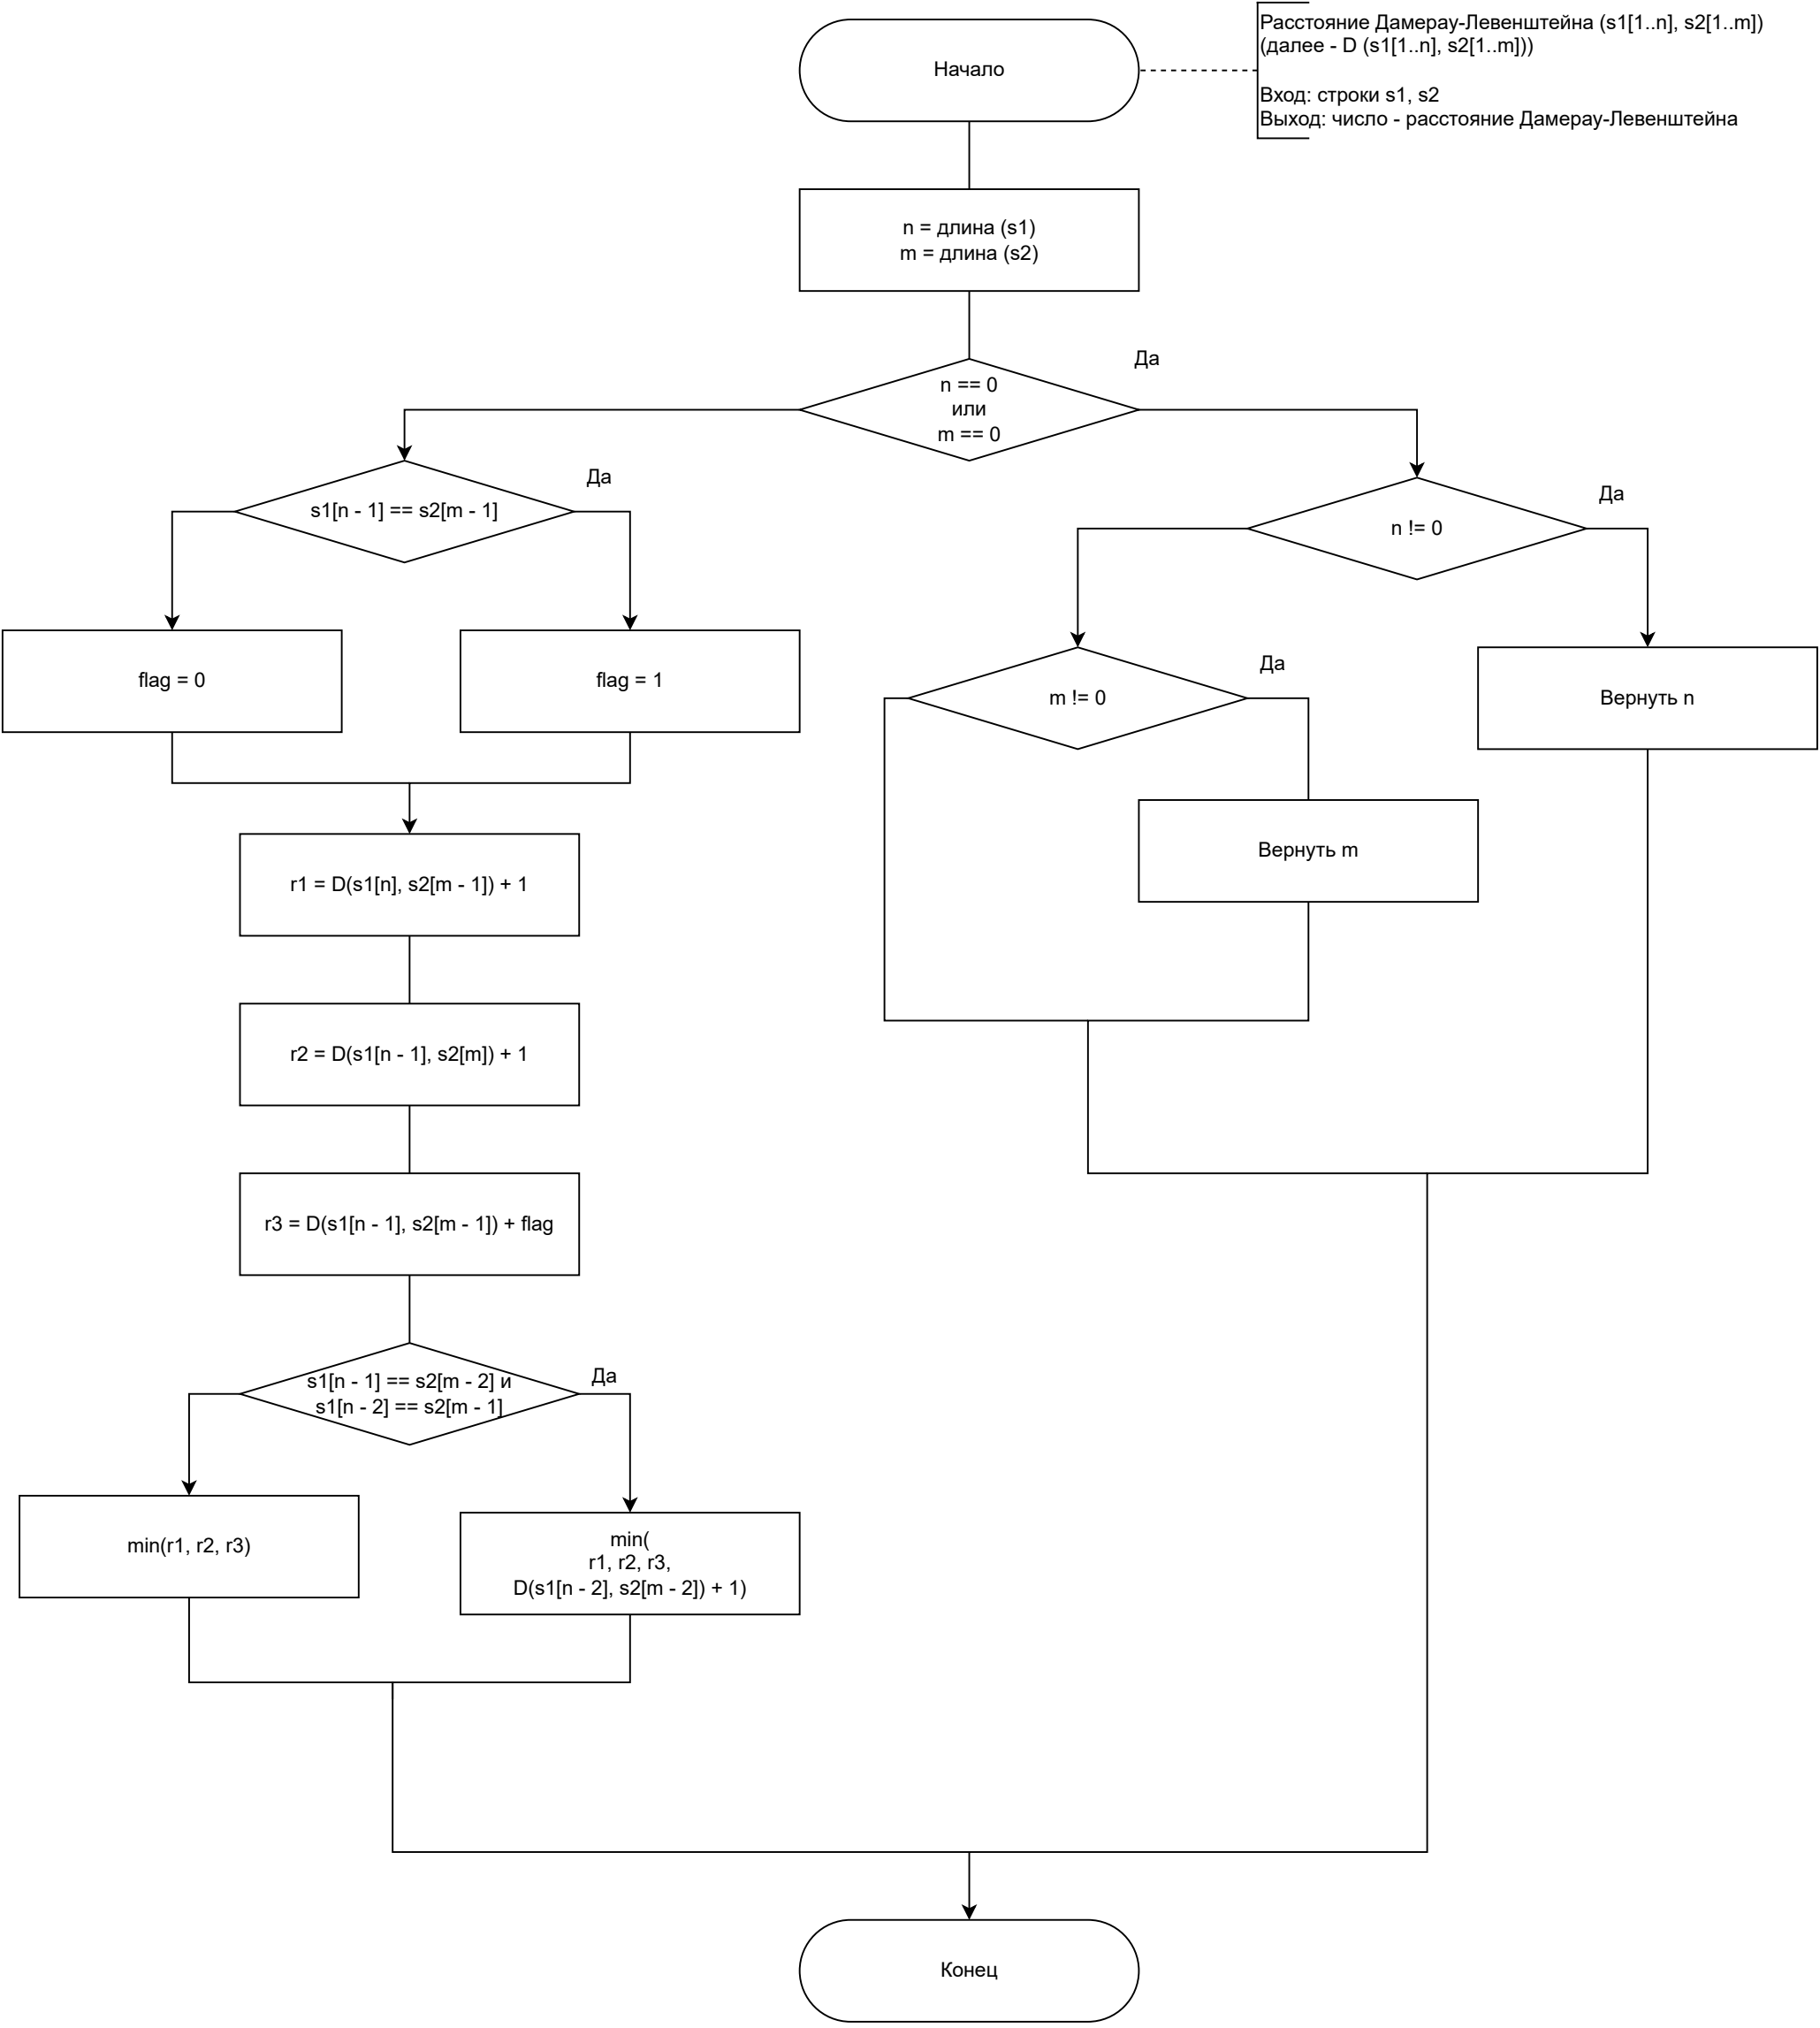 Начало
Расстояние Дамерау-Левенштейна (s1[1..n], s2[1..m])
(далее - D (s1[1..n], s2[1..m]))
Вход: строки s1, s2
Выход: число - расстояние Дамерау-Левенштейна
n = длина (s1)
m = длина (s2)
n == 0
или
m == 0
Да
s1[n - 1] == s2[m - 1]
Да
n != 0
Да
flag = 0
flag = 1
m != 0
Да
Вернуть n
Вернуть m
r1 = D(s1[n], s2[m - 1]) + 1
r2 = D(s1[n - 1], s2[m]) + 1
r3 = D(s1[n - 1], s2[m - 1]) + flag
s1[n - 1] == s2[m - 2] и
s1[n - 2] == s2[m - 1]
Да
min(r1, r2, r3)
min(
r1, r2, r3,
D(s1[n - 2], s2[m - 2]) + 1)
Конец